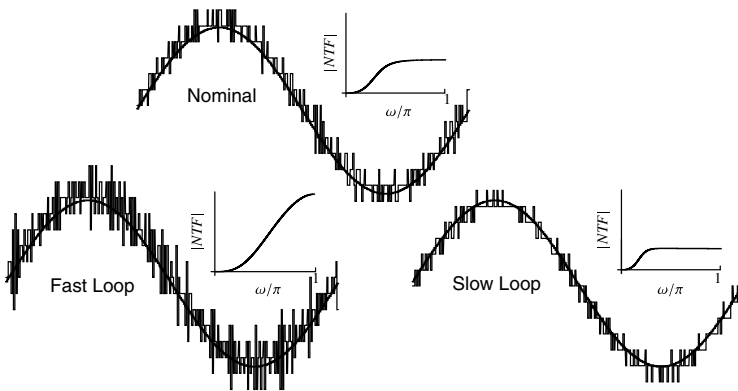 |NTF|
Nominal
1
ω/π
|NTF|
Fast Loop
1
ω/π
|NTF|
Slow Loop
1
ω/π